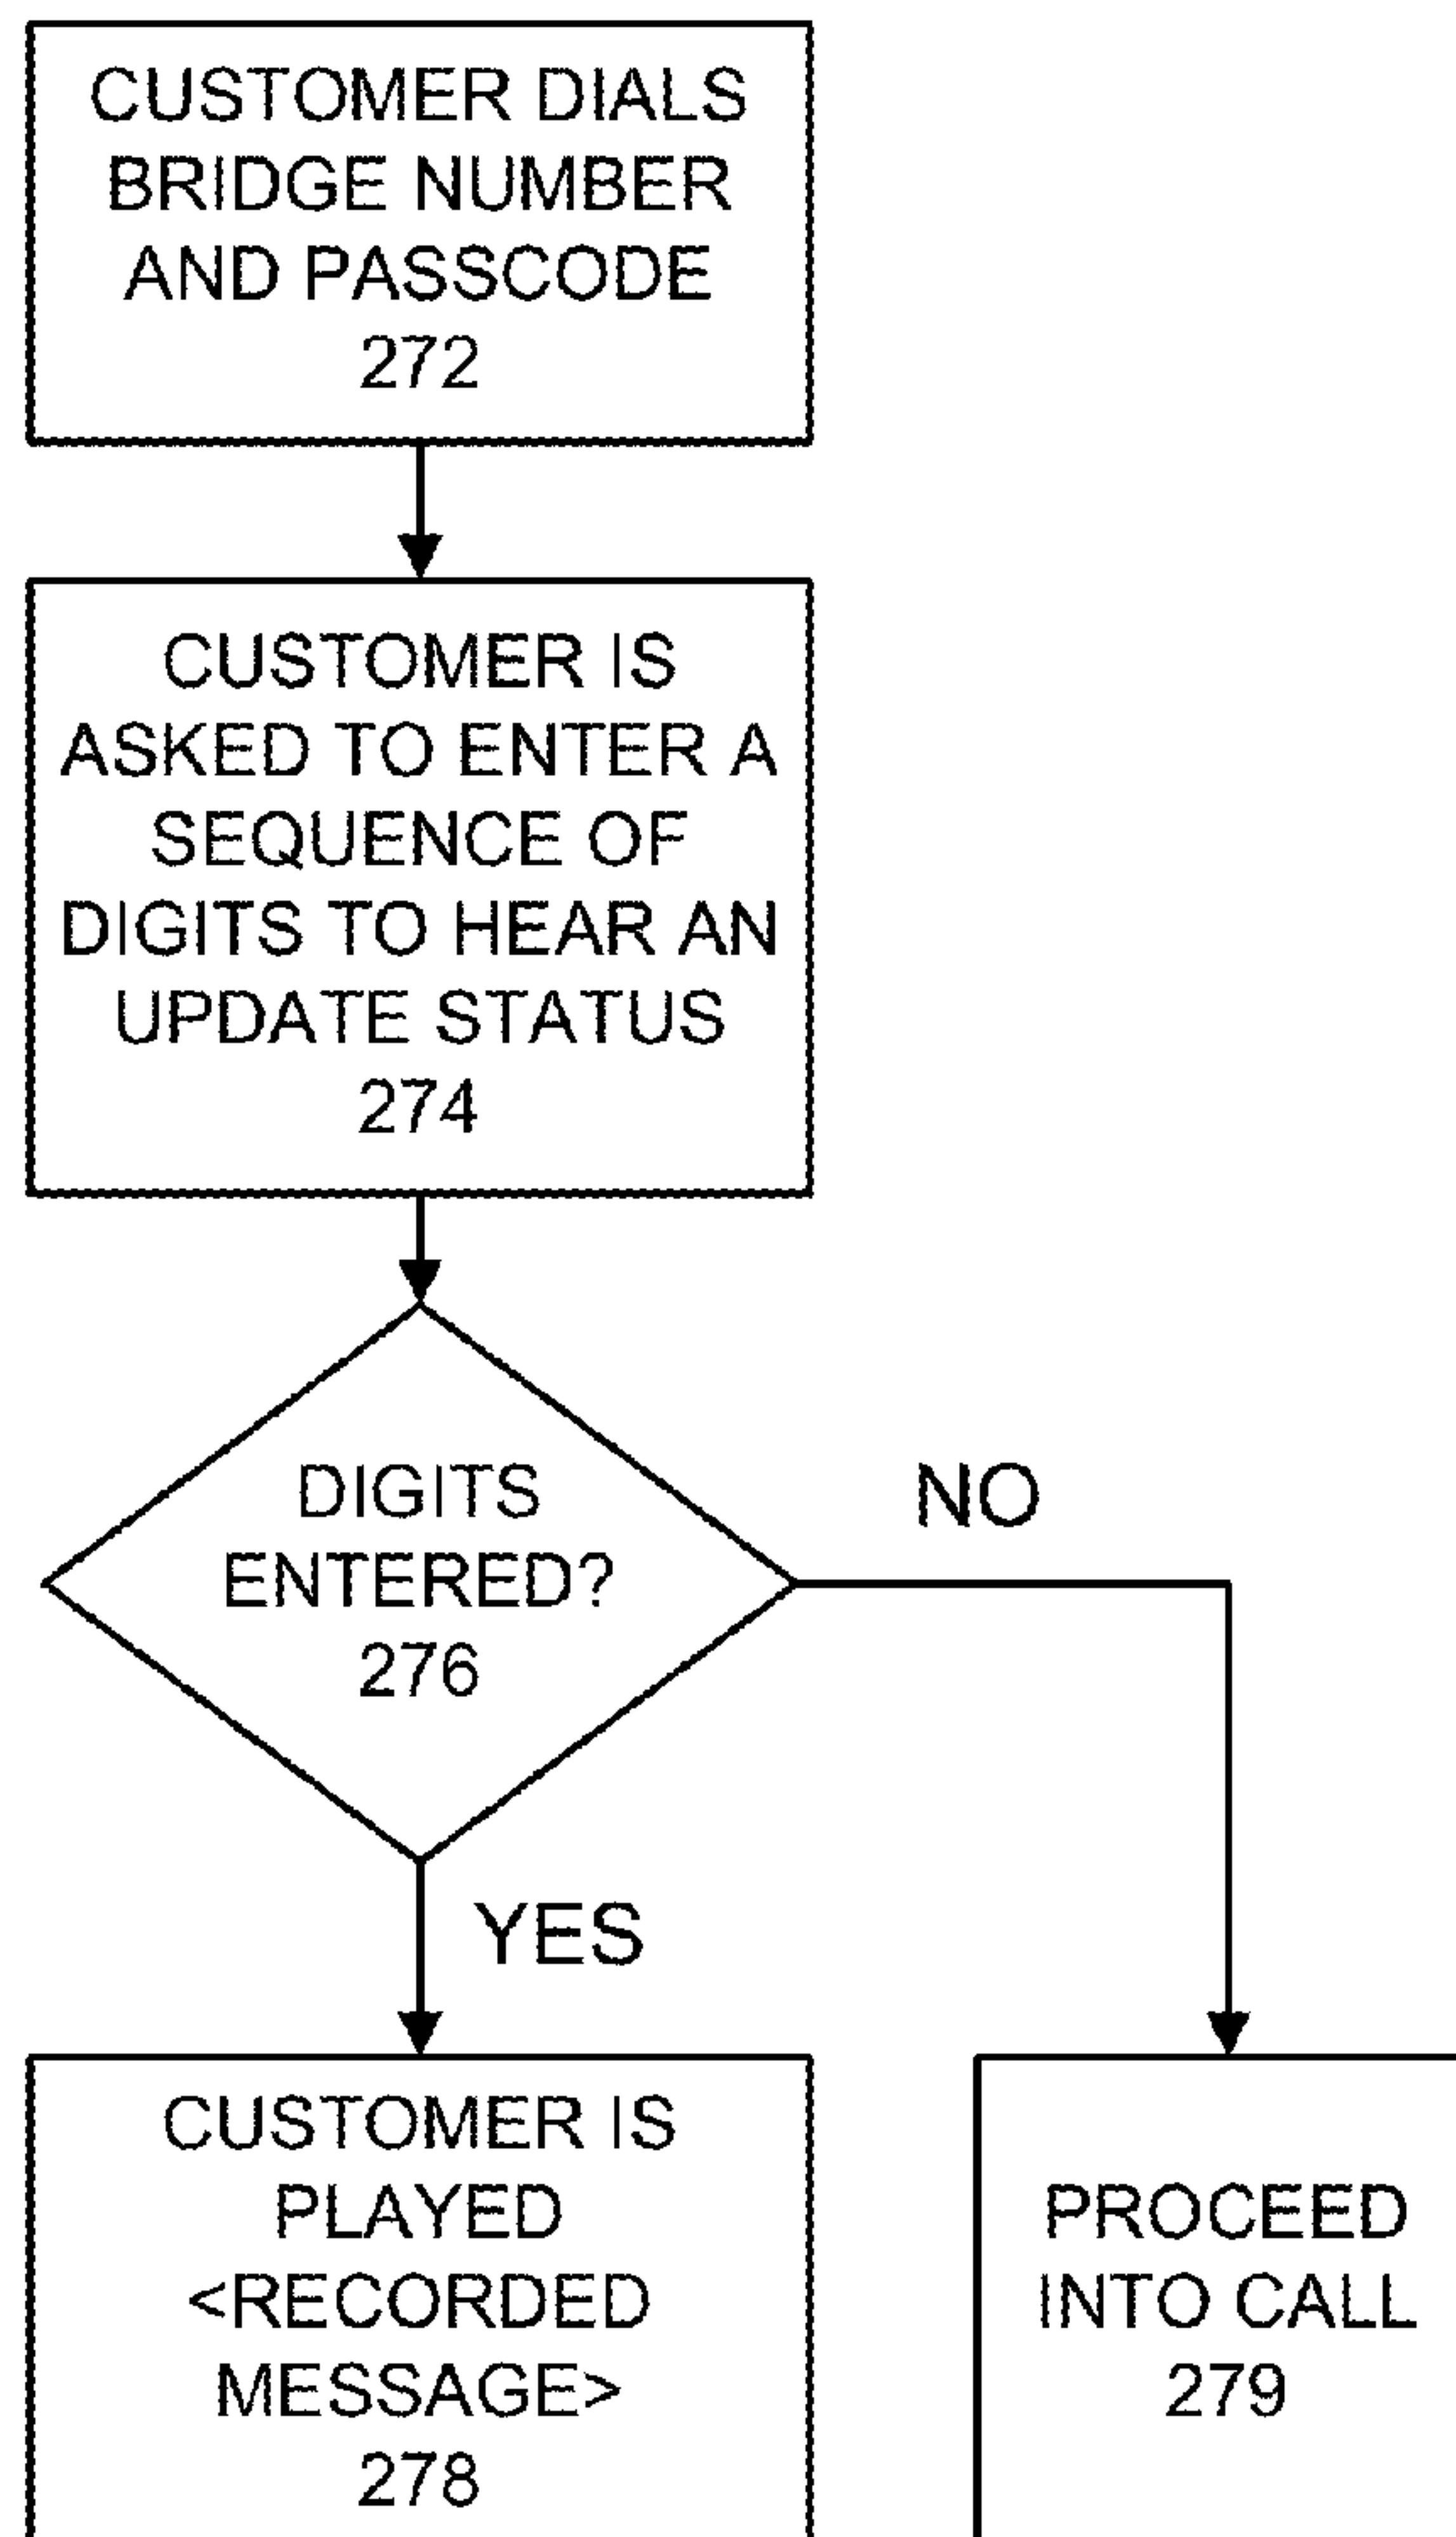 CUSTOMER DIALS
BRIDGE NUMBER
AND PASSCODE
272
CUSTOMER IS
ASKED TO ENTER A
SEQUENCE OF
DIGITS TO HEAR AN
UPDATE STATUS
274
DIGITS
ENTERED?
276
NO
YES
CUSTOMER IS
PLAYED
<RECORDED
MESSAGE>
278
PROCEED
INTO CALL
279